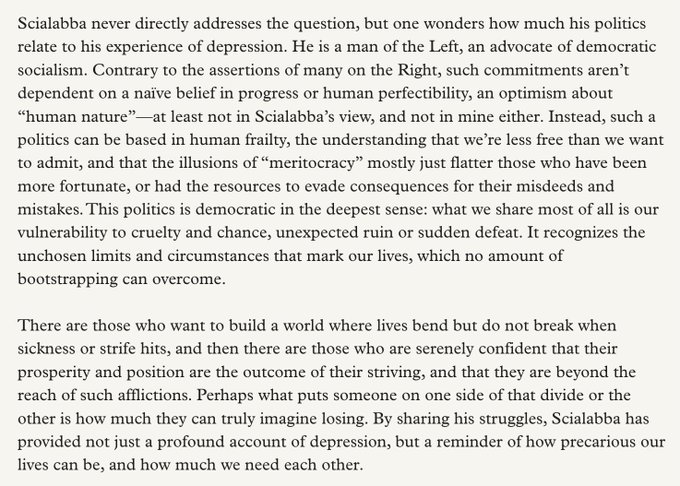 Scialabba never directly addresses the question, but one wonders how much his politics
relate to his experience of depression. He is a man of the Left, an advocate of democratic
socialism. Contrary to the assertions of many on the Right, such commitments aren’t
dependent on a naïve belief in progress or human perfectibility, an optimism about
“human nature”—at least not in Scialabba’s view, and not in mine either. Instead, such a
politics can be based in human frailty, the understanding that we’re less free than we want
to admit, and that the illusions of “meritocracy” mostly just flatter those who have been
more fortunate, or had the resources to evade consequences for their misdeeds and
mistakes. This politics is democratic in the deepest sense: what we share most of all is our
vulnerability to cruelty and chance, unexpected ruin or sudden defeat. It recognizes the
unchosen limits and circumstances that mark our lives, which no amount of
bootstrapping can overcome.
There are those who want to build a world where lives bend but do not break when
sickness or strife hits, and then there are those who are serenely confident that their
prosperity and position are the outcome of their striving, and that they are beyond the
reach of such afflictions. Perhaps what puts someone on one side of that divide or the
other is how much they can truly imagine losing. By sharing his struggles, Scialabba has
provided not just a profound account of depression, but a reminder of how precarious our
lives can be, and how much we need each other.